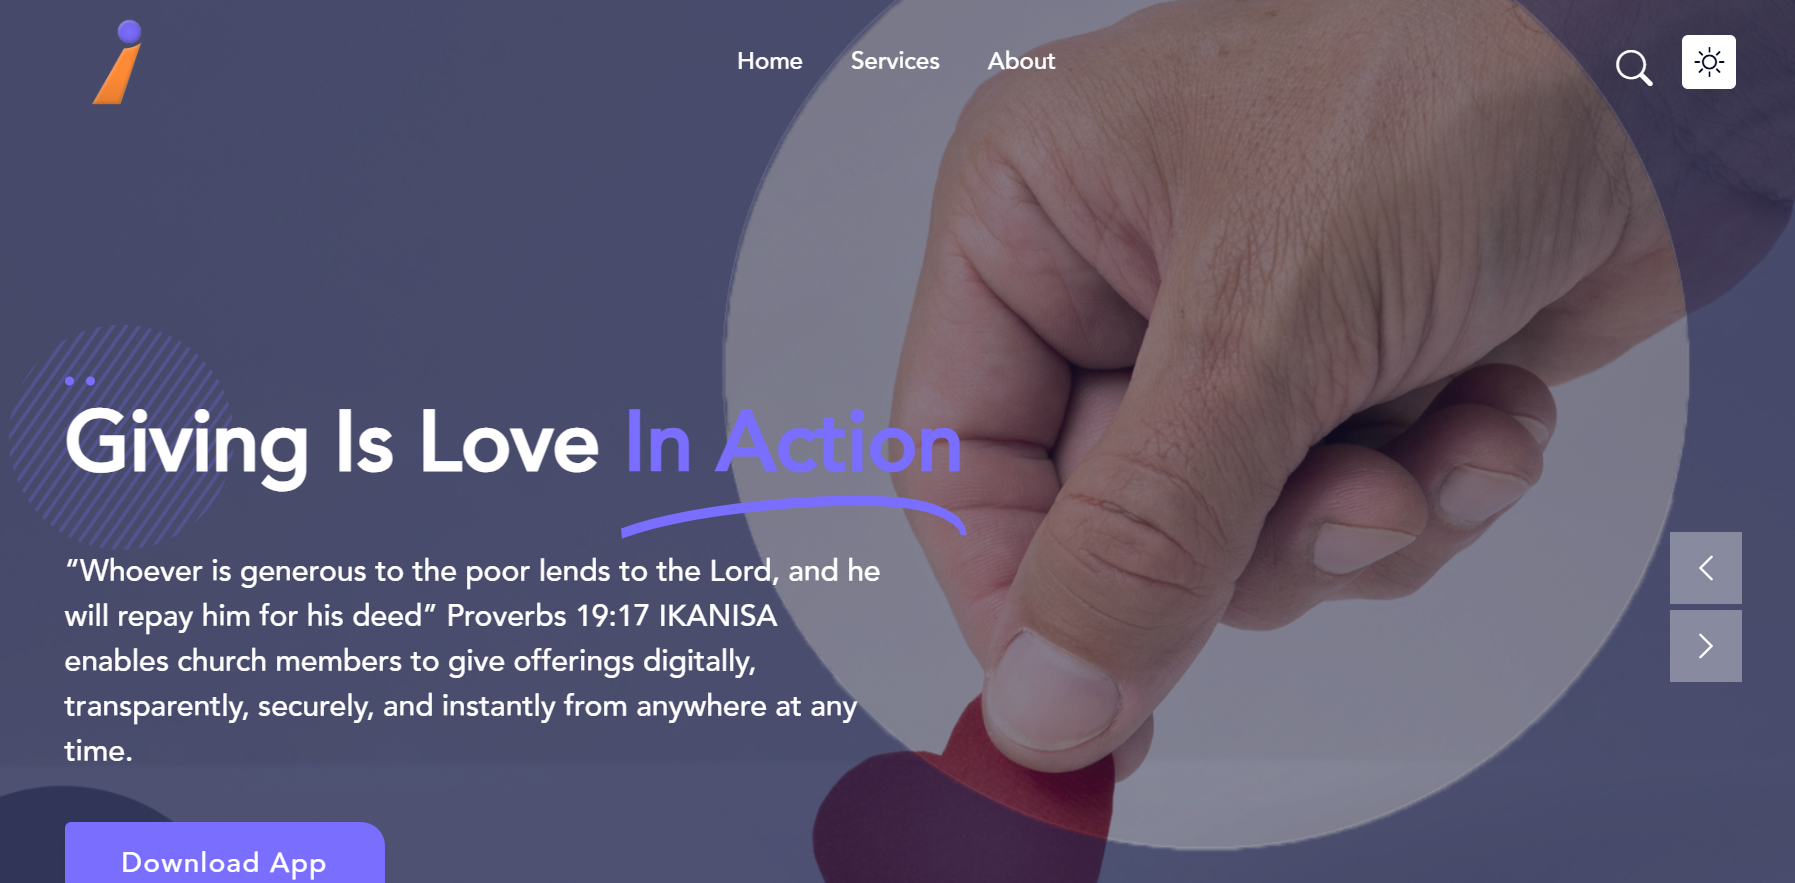 Home Services About
Giving Is Love In Action
“Whoever is generous to the poor lends to the Lord, and he
will repay him for his deed” Proverbs 19:17 IKANISA
enables church members to give offerings digitally,
transparently, securely, and instantly from anywhere at any
time.
Download App